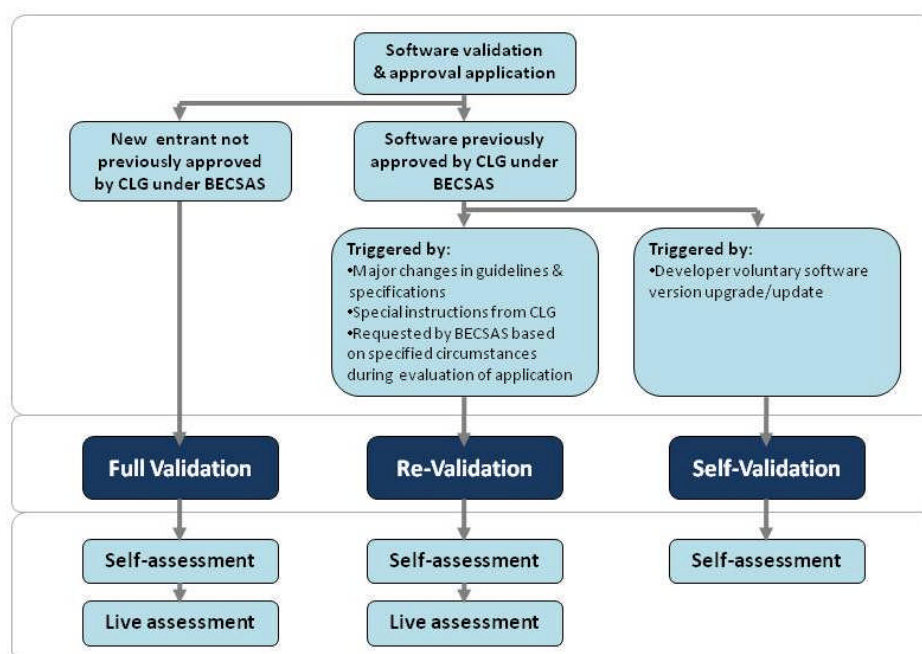 Software validation
& approval application
New entrant not
previously approved
by CLG under BECSAS
Software previously
approved by CLG under
BECSAS
Triggered by:
•Major changes in guidelines &
specifications
•Special instructions from CLG
•Requested by BECSAS based
on specified circumstances
during evaluation of application
Triggered by:
•Developer voluntary software
version upgrade/update
Full Validation
Re-Validation
Self-Validation
Self-assessment
Self-assessment
Self-assessment
Live assessment
Live assessment